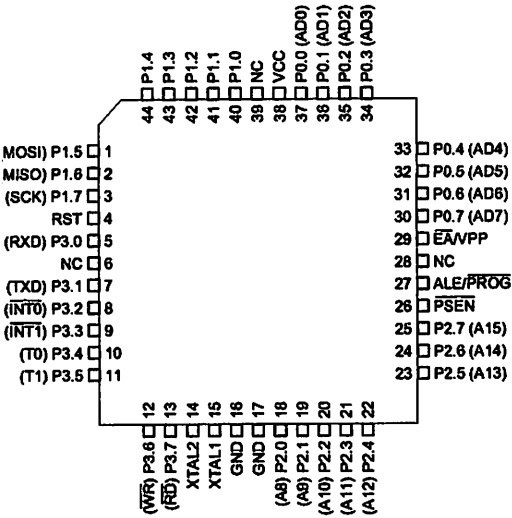 P1.4
P1.3
P1.2
P1.1
P1.0
NC
VCC
P0.0 (AD0)
P0.1 (AD1)
P0.2 (AD2)
P0.3 (AD3)
44
43
42
41
40
39
38
37
36
35
34
MOSI) P1.5 1
MISO) P1.6 2
(SCK) P1.7 3
RST 4
(RXD) P3.0 5
NC 6
(TXD) P3.1 7
(I̅N̅T̅0̅) P3.2 8
(I̅N̅T̅1̅) P3.3 9
(T0) P3.4 10
(T1) P3.5 11
33 P0.4 (AD4)
32 P0.5 (AD5)
31 P0.6 (AD6)
30 P0.7 (AD7)
29 E̅A̅/VPP
28 NC
27 ALE/P̅R̅O̅G̅
26 P̅S̅E̅N̅
25 P2.7 (A15)
24 P2.6 (A14)
23 P2.5 (A13)
12
13
14
15
16
17
18
19
20
21
22
(W̅R̅) P3.6
(R̅D̅) P3.7
XTAL2
XTAL1
GND
GND
(A8) P2.0
(A9) P2.1
(A10) P2.2
(A11) P2.3
(A12) P2.4